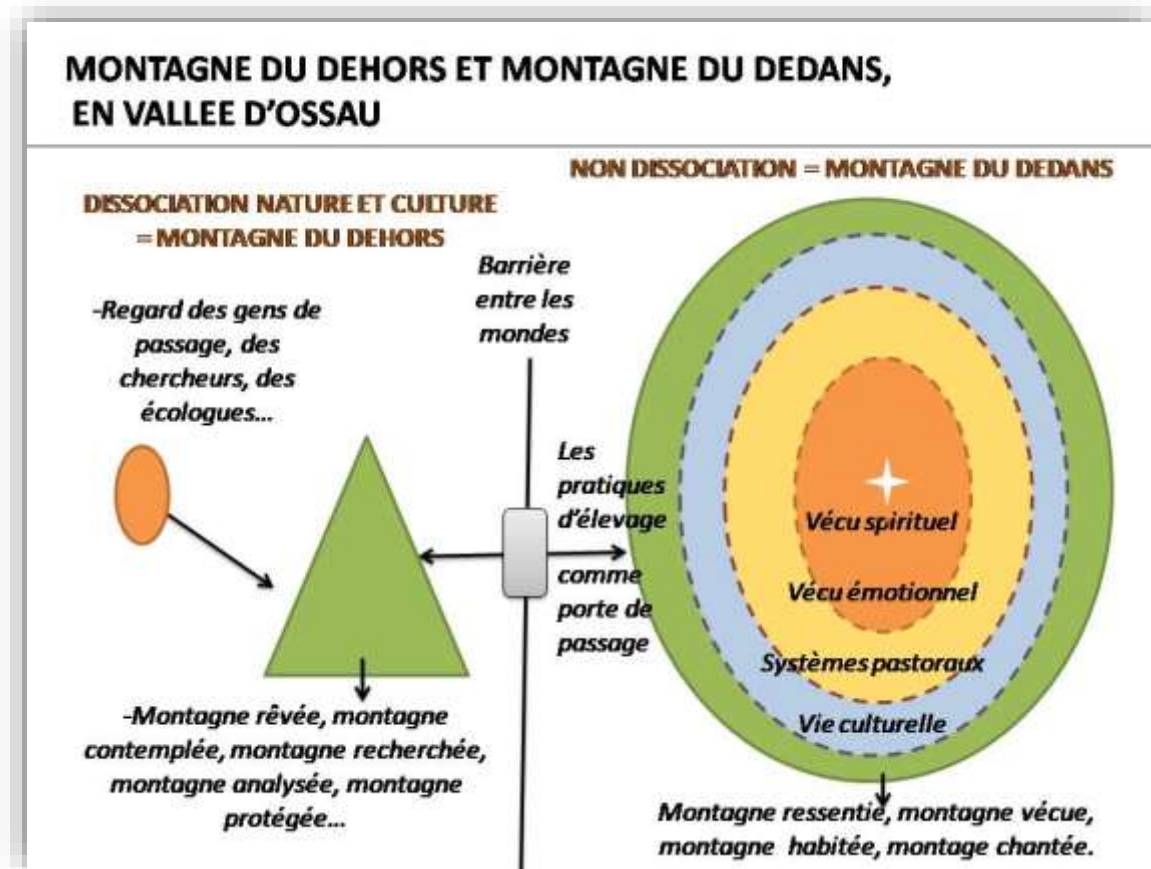 MONTAGNE DU DEHORS ET MONTAGNE DU DEDANS,
EN VALLEE D'OSSAU
DISSOCIATION NATURE ET CULTURE
= MONTAGNE DU DEHORS
-Regard des gens de
passage, des
chercheurs, des
écologues...
-Montagne rêvée, montagne
contemplée, montagne recherchée,
montagne analysée, montagne
protégée...
Barrière
entre les
mondes
Les
pratiques
d'élevage
comme
porte de
passage
NON DISSOCIATION = MONTAGNE DU DEDANS
Vécu spirituel
Vécu émotionnel
Systèmes pastoraux
Vie culturelle
Montagne ressentie, montagne vécue,
montagne habitée, montage chantée.